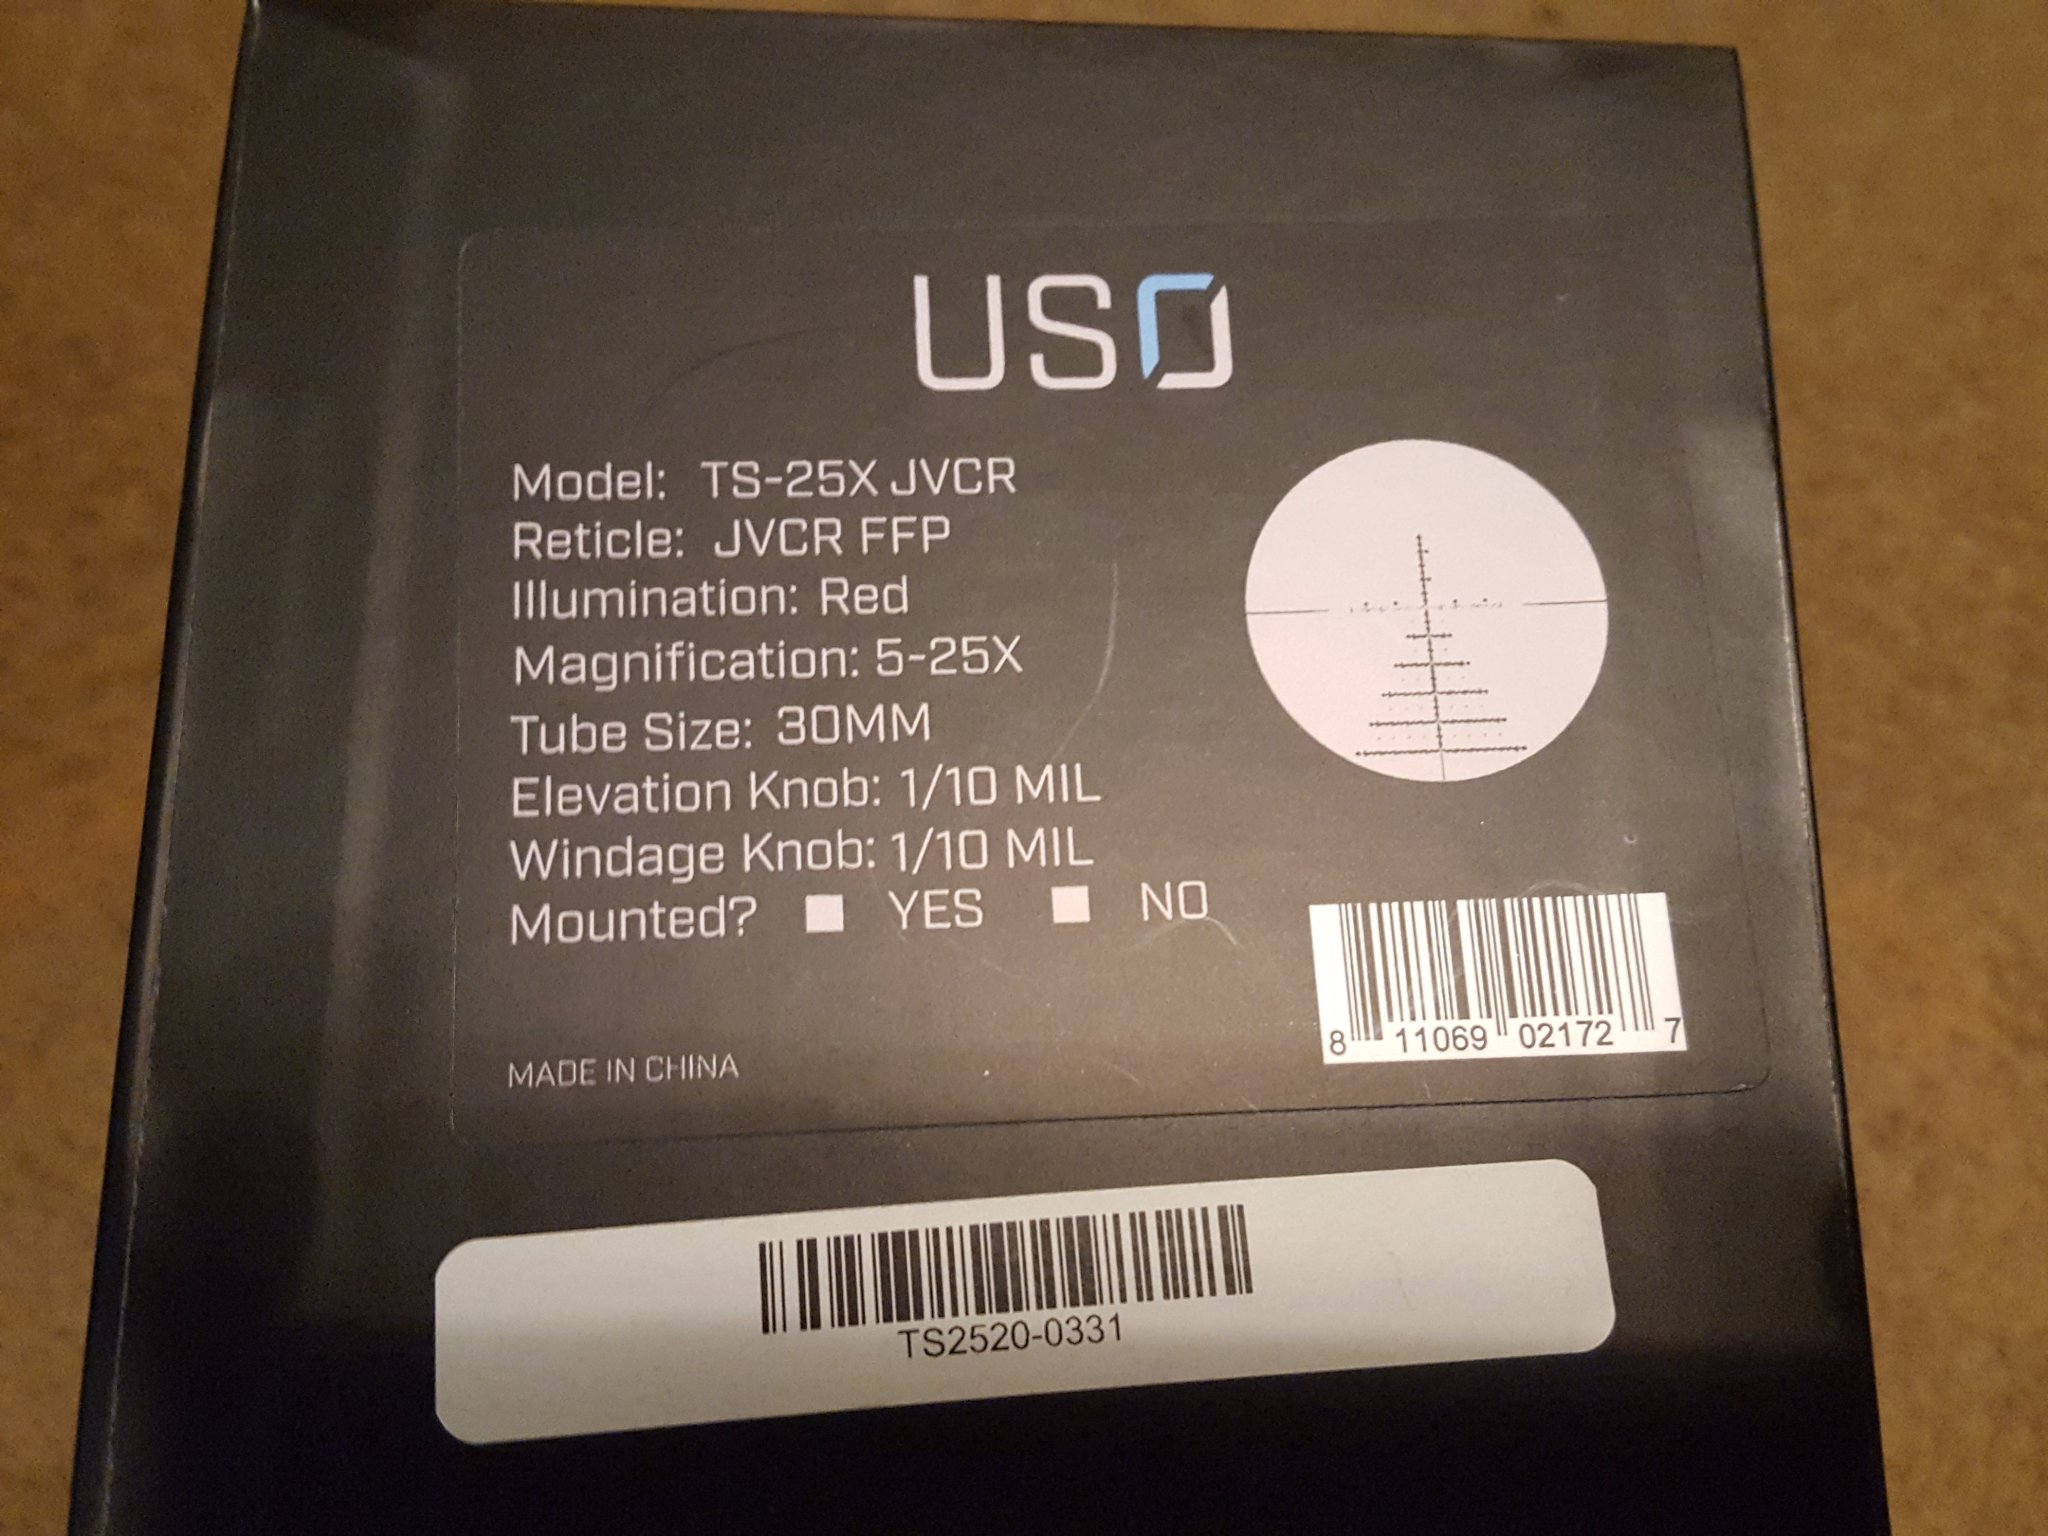 USO
Model: TS-25X JVCR
Reticle: JVCR FFP
Illumination: Red
Magnification: 5-25X
Tube Size: 30MM
Elevation Knob: 1/10 MIL
Windage Knob: 1/10 MIL
Mounted? YES NO
8 11069 02172 7
MADE IN CHINA
TS2520-0331